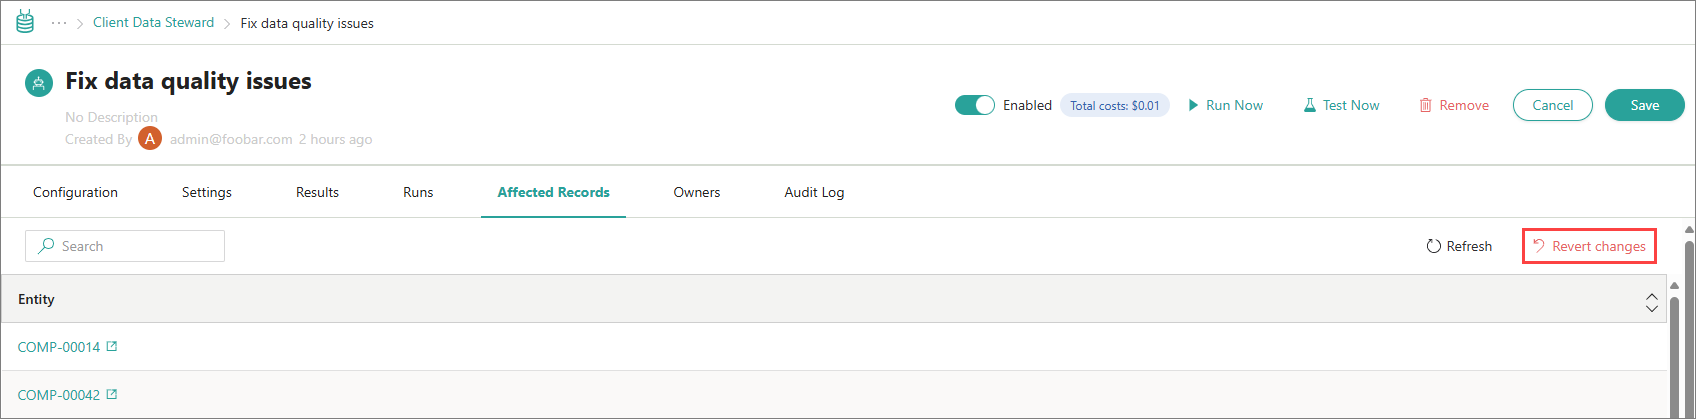 ··· > Client Data Steward > Fix data quality issues
Fix data quality issues
No Description
Created By A admin@foobar.com 2 hours ago
Enabled Total costs: $0.01 Run Now Test Now Remove Cancel Save
Configuration Settings Results Runs Affected Records Owners Audit Log
Search Refresh Revert changes
Entity
COMP-00014
COMP-00042